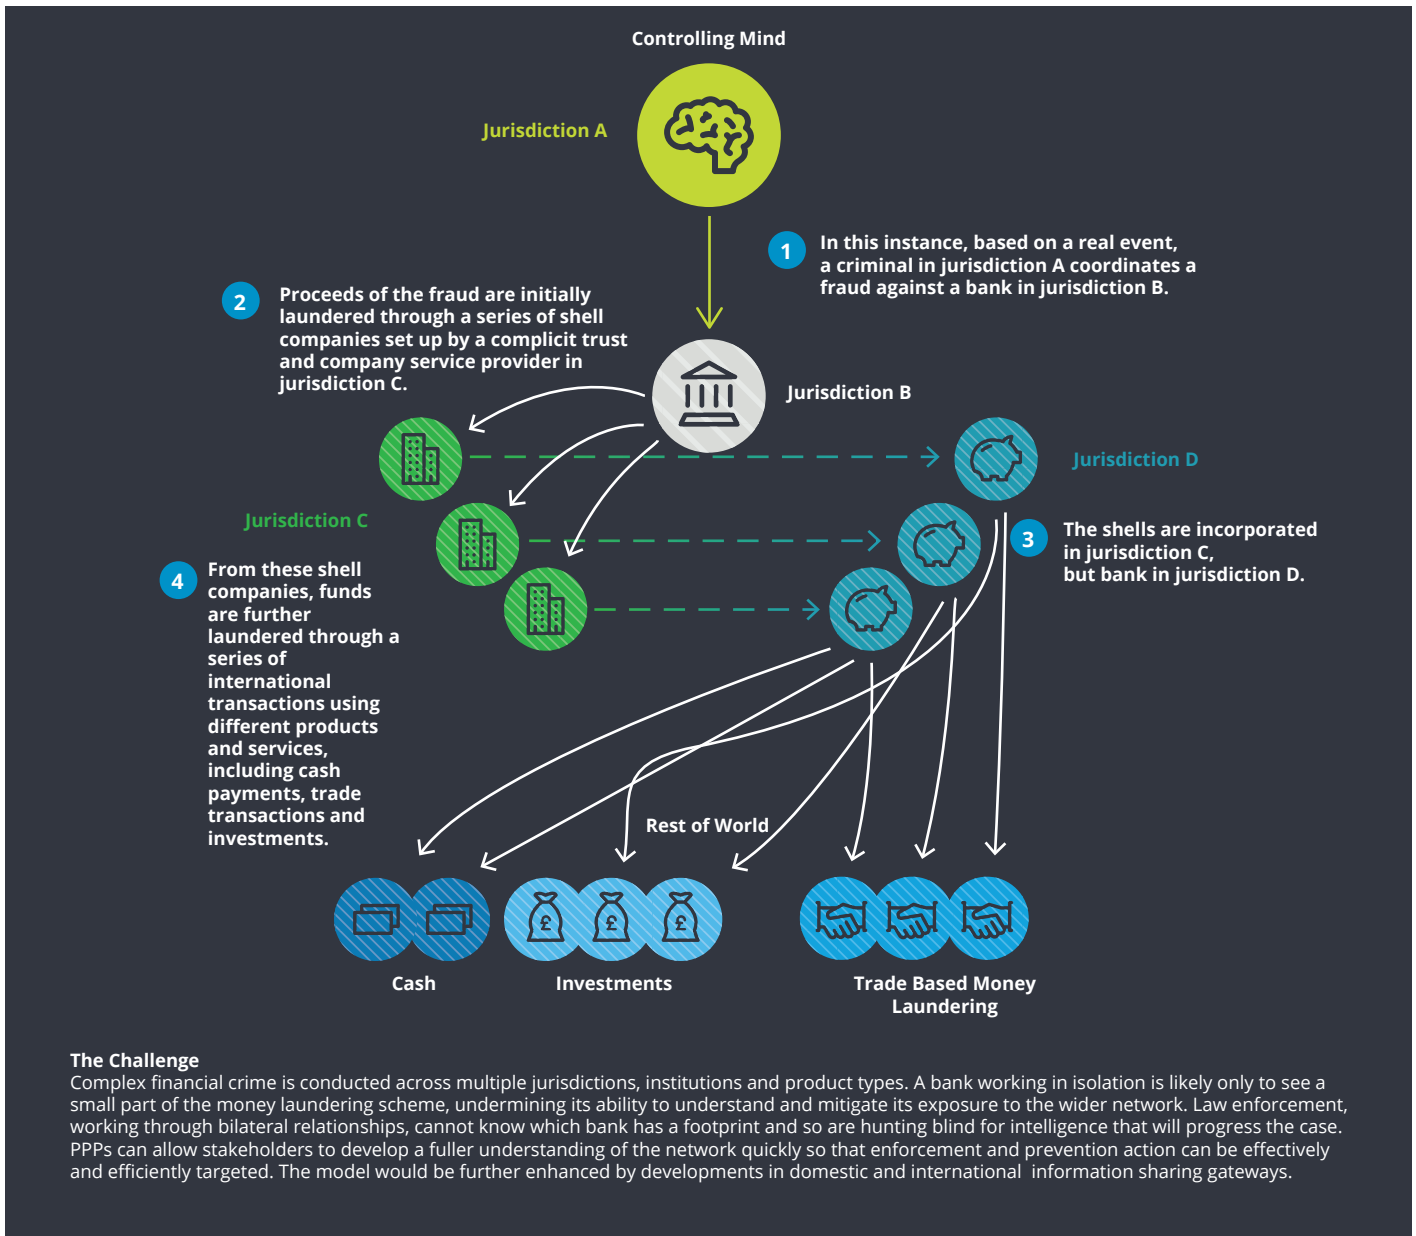 Controlling Mind
Jurisdiction A
1
In this instance, based on a real event,
a criminal in jurisdiction A coordinates a
fraud against a bank in jurisdiction B.
2
Proceeds of the fraud are initially
laundered through a series of shell
companies set up by a complicit trust
and company service provider in
jurisdiction C.
Jurisdiction B
Jurisdiction D
Jurisdiction C
3
The shells are incorporated
in jurisdiction C,
but bank in jurisdiction D.
4
From these shell
companies, funds
are further
laundered through a
series of
international
transactions using
different products
and services,
including cash
payments, trade
transactions and
investments.
Rest of World
£
£
£
Cash
Investments
Trade Based Money
Laundering
The Challenge
Complex financial crime is conducted across multiple jurisdictions, institutions and product types. A bank working in isolation is likely only to see a
small part of the money laundering scheme, undermining its ability to understand and mitigate its exposure to the wider network. Law enforcement,
working through bilateral relationships, cannot know which bank has a footprint and so are hunting blind for intelligence that will progress the case.
PPPs can allow stakeholders to develop a fuller understanding of the network quickly so that enforcement and prevention action can be effectively
and efficiently targeted. The model would be further enhanced by developments in domestic and international information sharing gateways.